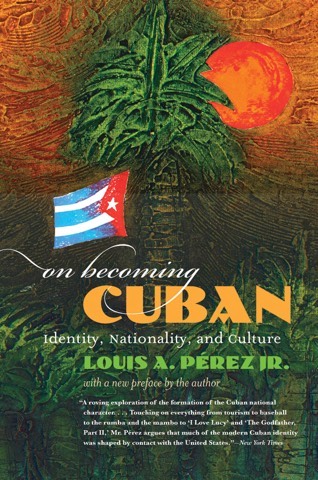 on becoming
CUBAN
Identity, Nationality, and Culture
LOUIS A. PÉREZ JR.
with a new preface by the author
“A roving exploration of the formation of the Cuban national
character. . . . Touching on everything from tourism to baseball
to the rumba and the mambo to ‘I Love Lucy’ and ‘The Godfather,
Part II,’ Mr. Pérez argues that much of the modern Cuban identity
was shaped by contact with the United States.”—New York Times